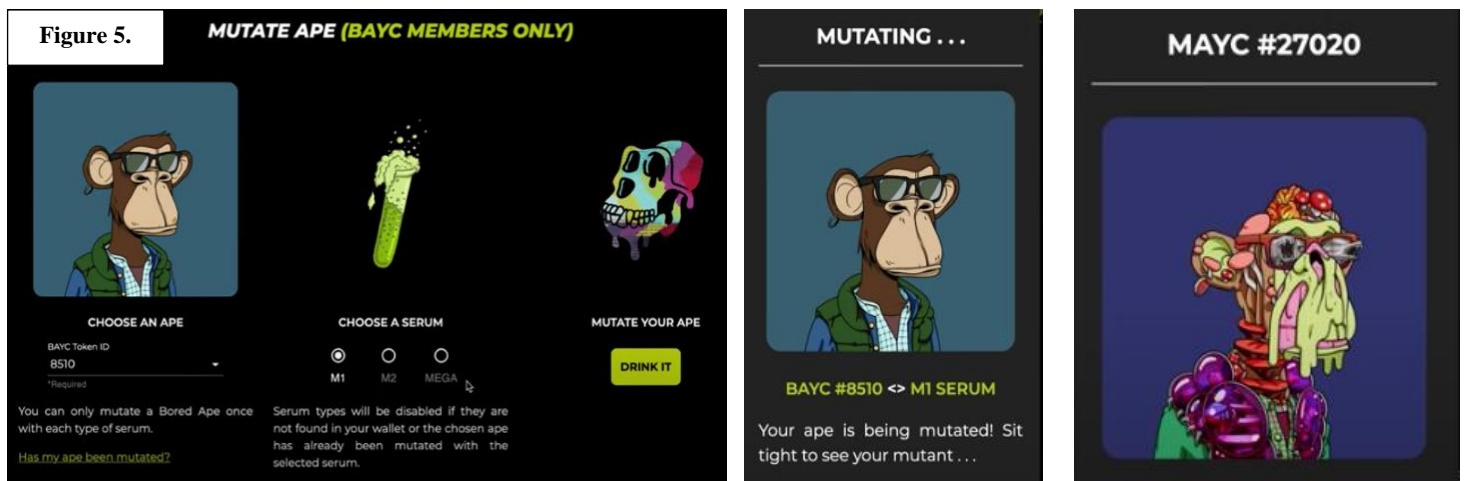 Figure 5.
MUTATE APE (BAYC MEMBERS ONLY)
CHOOSE AN APE
BAYC Token ID
8510
*Required
You can only mutate a Bored Ape once
with each type of serum.
Has my ape been mutated?
CHOOSE A SERUM
M1 M2 MEGA
Serum types will be disabled if they are
not found in your wallet or the chosen ape
has already been mutated with the
selected serum.
MUTATE YOUR APE
DRINK IT
MUTATING . . .
BAYC #8510 <> M1 SERUM
Your ape is being mutated! Sit
tight to see your mutant . . .
MAYC #27020